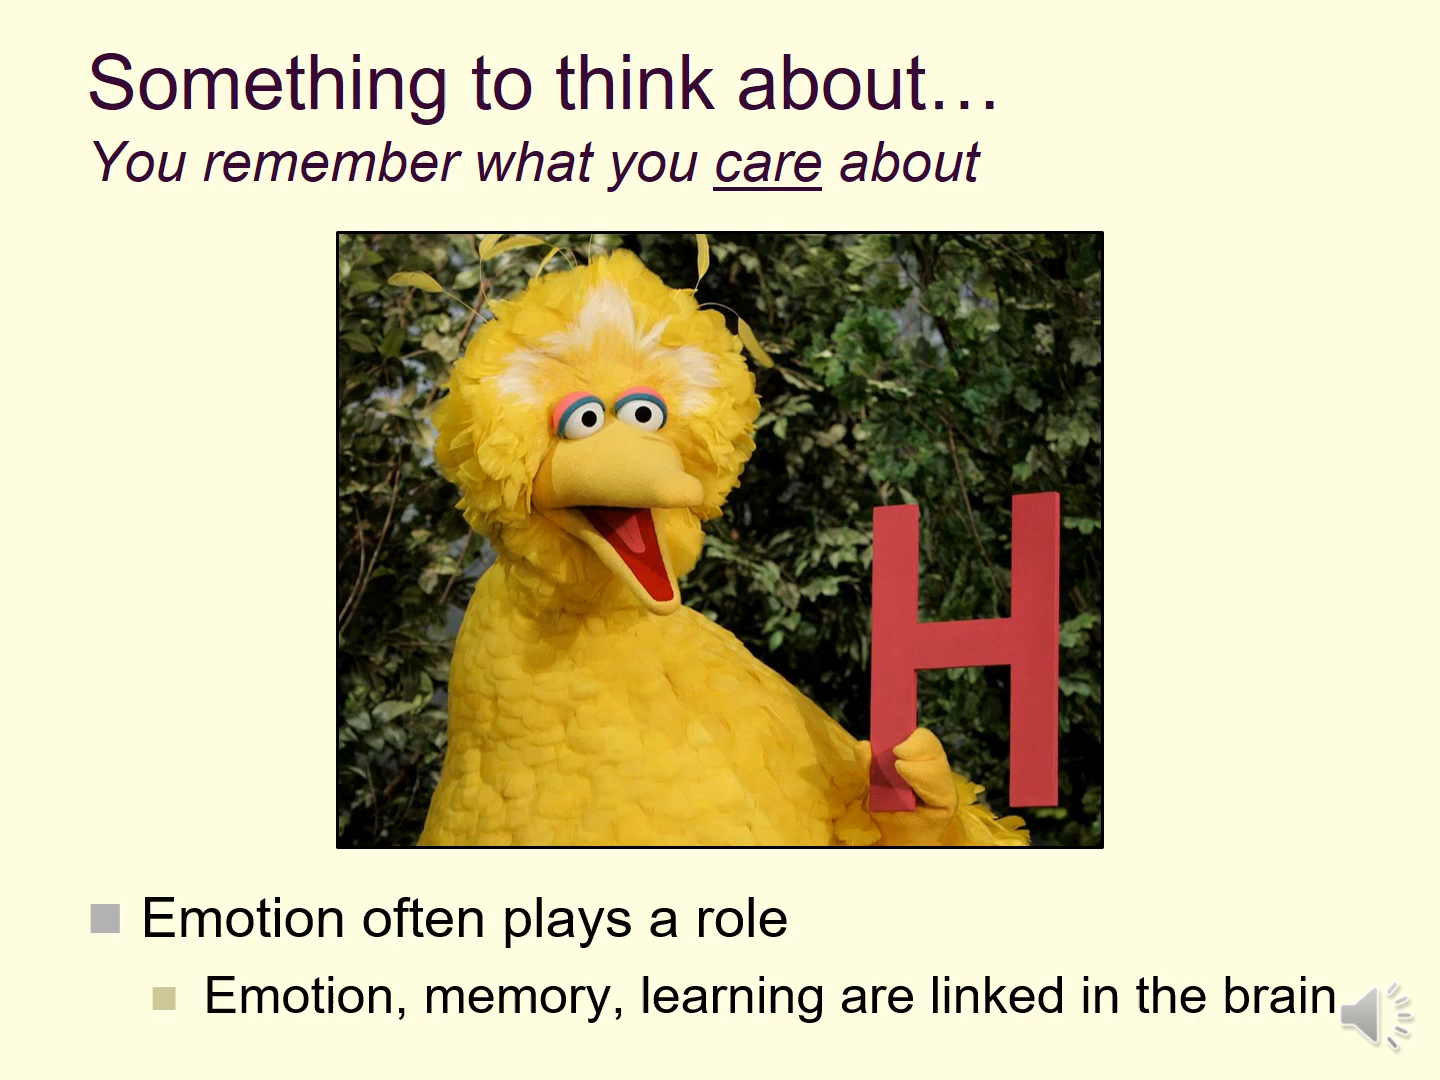 Something to think about…
You remember what you care about
H
Emotion often plays a role
Emotion, memory, learning are linked in the brain